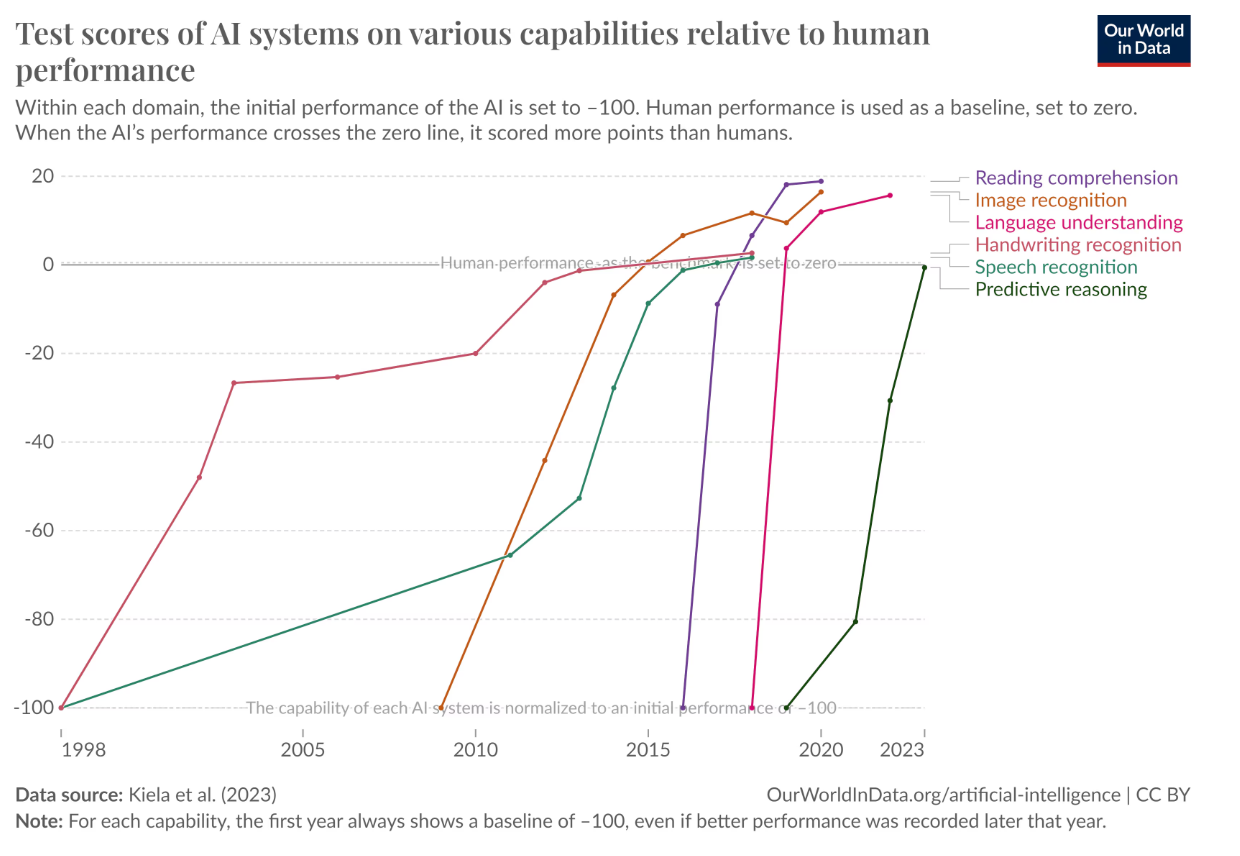 Test scores of AI systems on various capabilities relative to human
performance
Our World
in Data
Within each domain, the initial performance of the AI is set to –100. Human performance is used as a baseline, set to zero.
When the AI's performance crosses the zero line, it scored more points than humans.
20
0
-20
-40
-60
-80
-100
Human performance, as the benchmark, is set to zero
The capability of each AI system is normalized to an initial performance of –100
Reading comprehension
Image recognition
Language understanding
Handwriting recognition
Speech recognition
Predictive reasoning
1998
2005
2010
2015
2020
2023
Data source: Kiela et al. (2023)
OurWorldInData.org/artificial-intelligence | CC BY
Note: For each capability, the first year always shows a baseline of –100, even if better performance was recorded later that year.